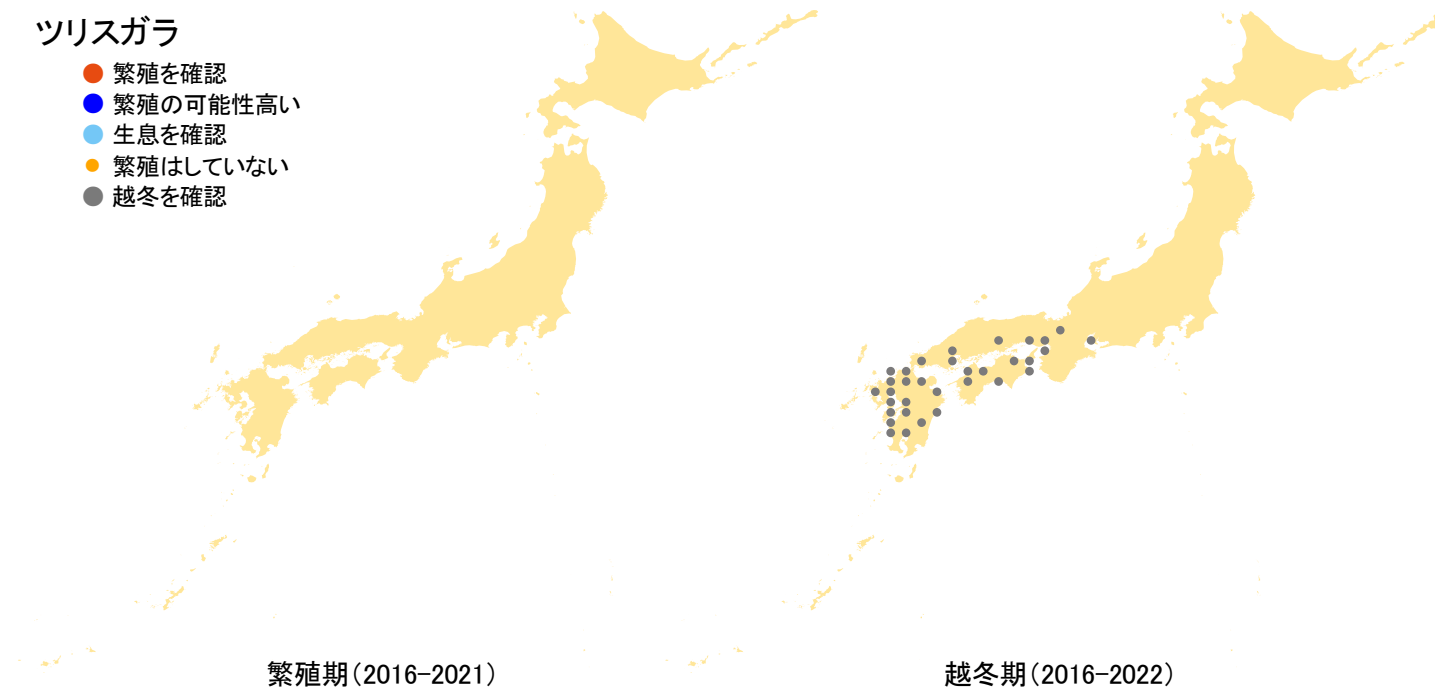 ツリスガラ
繁殖を確認
繁殖の可能性高い
生息を確認
繁殖はしていない
越冬を確認
繁殖期（2016-2021）
越冬期（2016-2022）